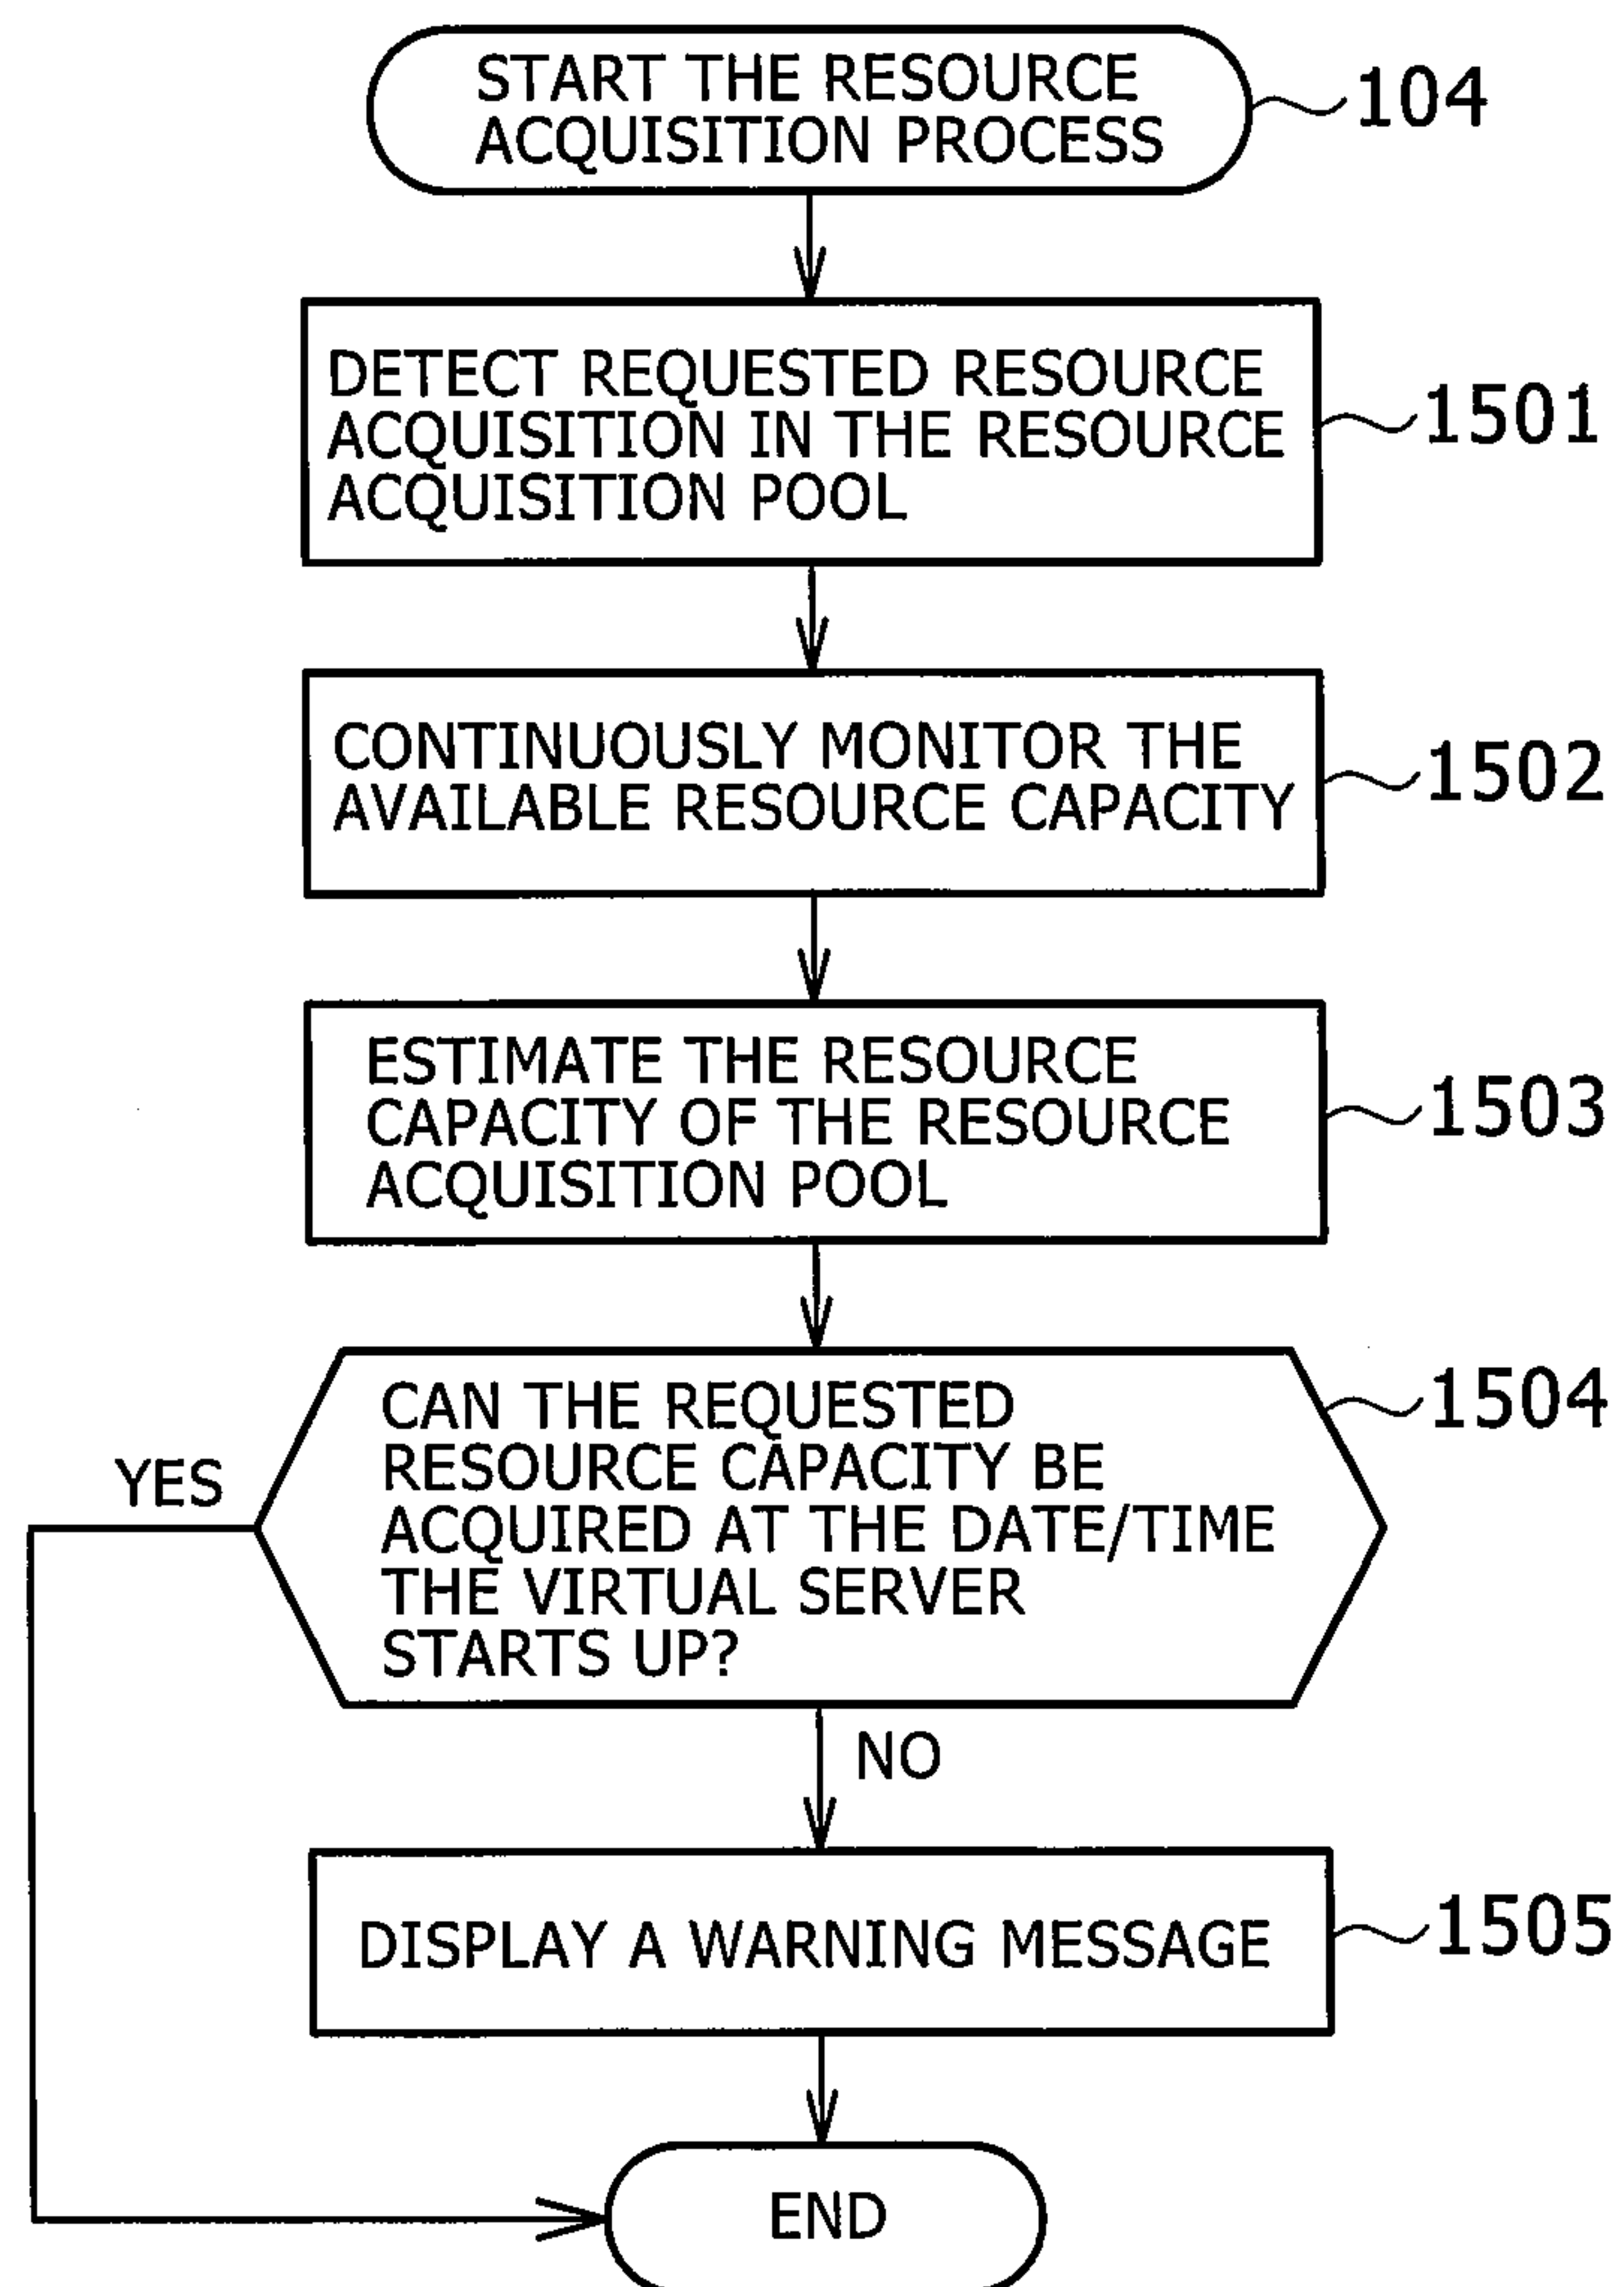 START THE RESOURCE
ACQUISITION PROCESS
104
DETECT REQUESTED RESOURCE
ACQUISITION IN THE RESOURCE
ACQUISITION POOL
1501
CONTINUOUSLY MONITOR THE
AVAILABLE RESOURCE CAPACITY
1502
ESTIMATE THE RESOURCE
CAPACITY OF THE RESOURCE
ACQUISITION POOL
1503
CAN THE REQUESTED
RESOURCE CAPACITY BE
ACQUIRED AT THE DATE/TIME
THE VIRTUAL SERVER
STARTS UP?
1504
YES
NO
DISPLAY A WARNING MESSAGE
1505
END